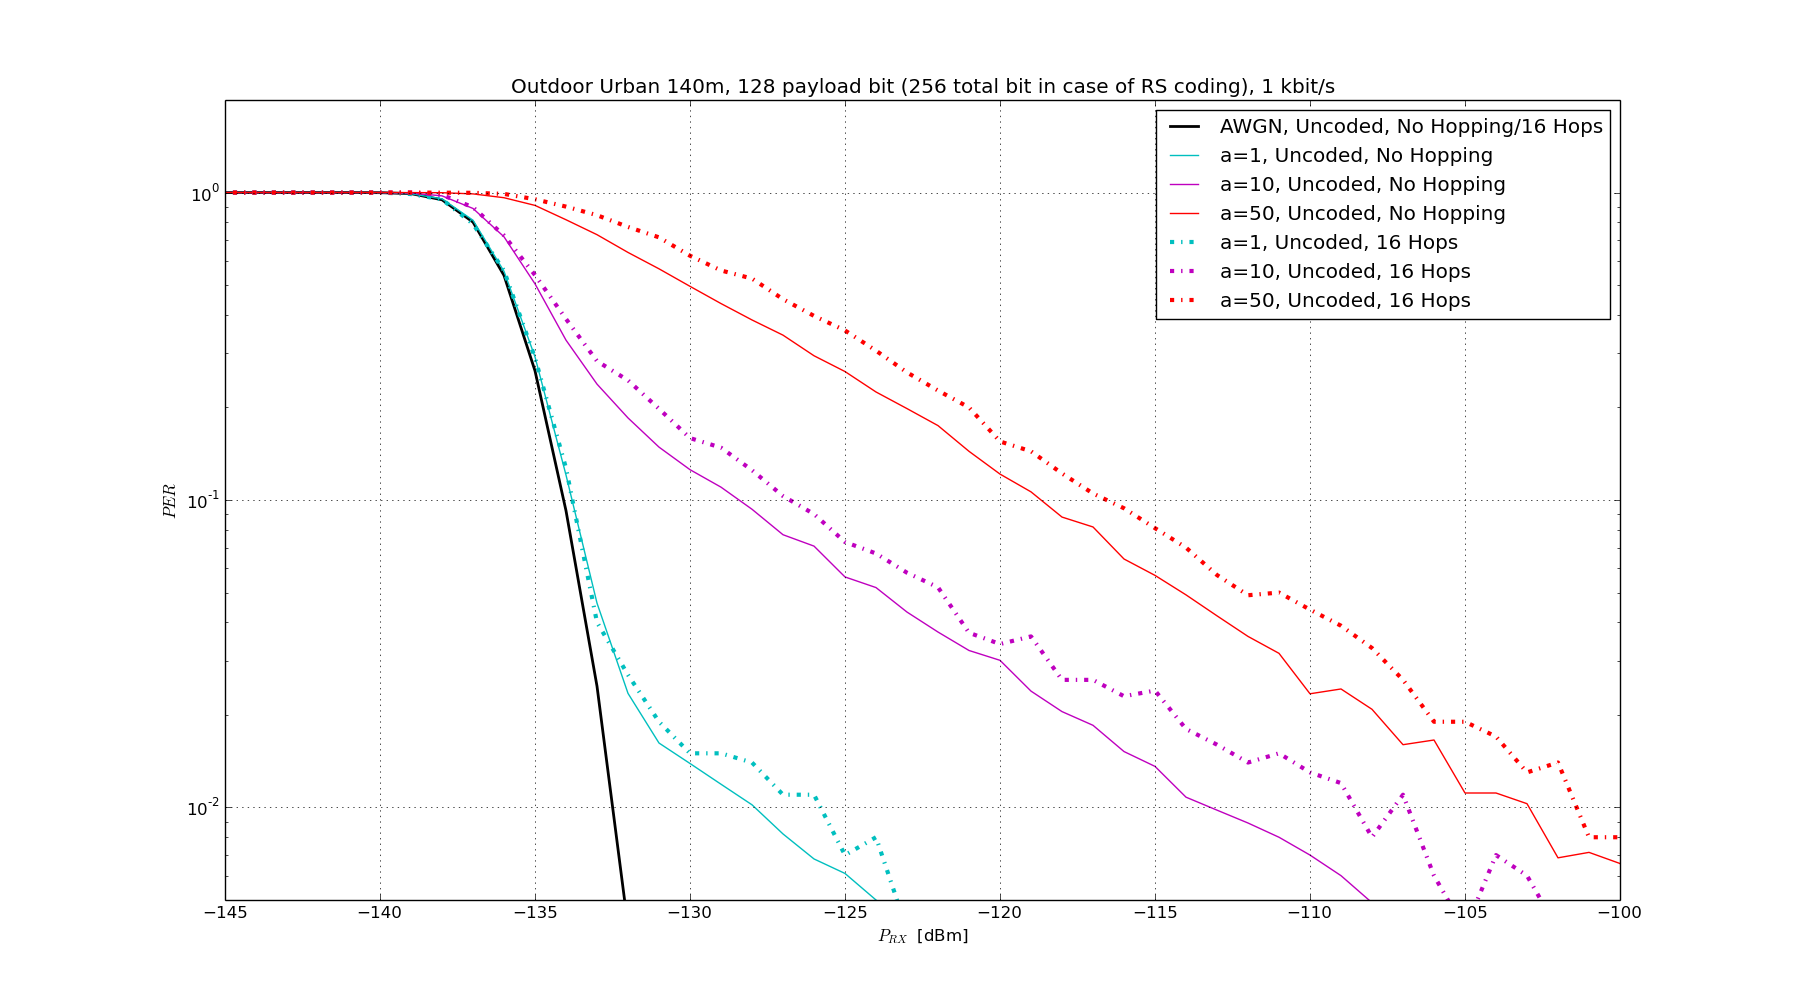 Outdoor Urban 140m, 128 payload bit (256 total bit in case of RS coding), 1 kbit/s
AWGN, Uncoded, No Hopping/16 Hops
a=1, Uncoded, No Hopping
a=10, Uncoded, No Hopping
a=50, Uncoded, No Hopping
a=1, Uncoded, 16 Hops
a=10, Uncoded, 16 Hops
a=50, Uncoded, 16 Hops
10^0
10^-1
10^-2
PER
−145 −140 −135 −130 −125 −120 −115 −110 −105 −100
P_RX [dBm]